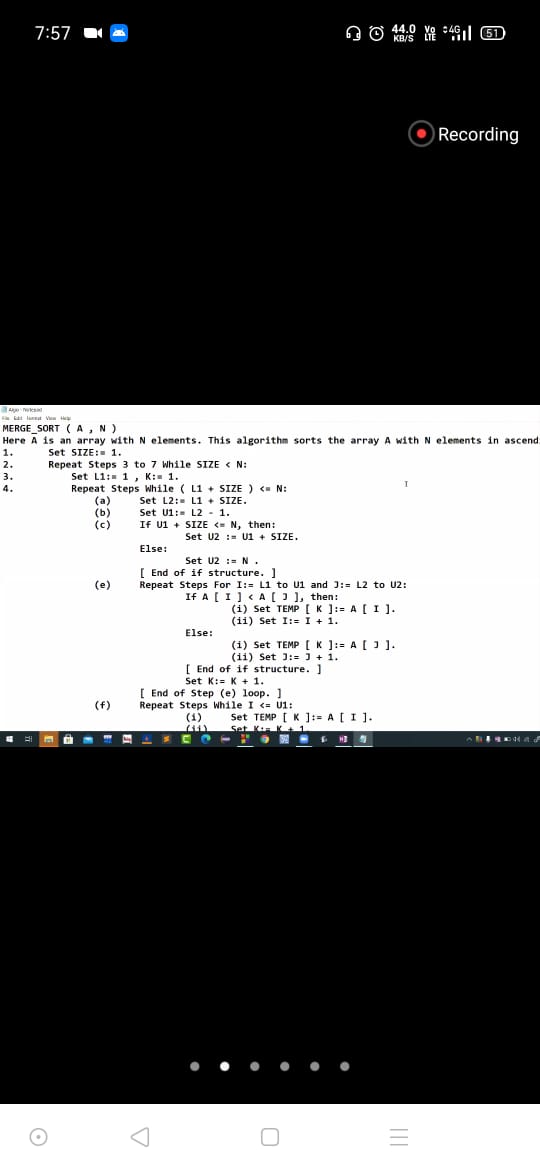 7:57
44.0 KB/S
Vo LTE
4G
51
Recording
Algo - Notepad
File Edit Format View Help
MERGE_SORT ( A , N )
Here A is an array with N elements. This algorithm sorts the array A with N elements in ascend
1. Set SIZE:= 1.
2. Repeat Steps 3 to 7 While SIZE < N:
3. Set L1:= 1 , K:= 1.
4. Repeat Steps While ( L1 + SIZE ) <= N:
(a) Set L2:= L1 + SIZE.
(b) Set U1:= L2 - 1.
(c) If U1 + SIZE <= N, then:
Set U2 := U1 + SIZE.
Else:
Set U2 := N .
[ End of if structure. ]
(e) Repeat Steps For I:= L1 to U1 and J:= L2 to U2:
If A [ I ] < A [ J ], then:
(i) Set TEMP [ K ]:= A [ I ].
(ii) Set I:= I + 1.
Else:
(i) Set TEMP [ K ]:= A [ J ].
(ii) Set J:= J + 1.
[ End of if structure. ]
Set K:= K + 1.
[ End of Step (e) loop. ]
(f) Repeat Steps While I <= U1:
(i) Set TEMP [ K ]:= A [ I ].
(ii) Set K:= K + 1.